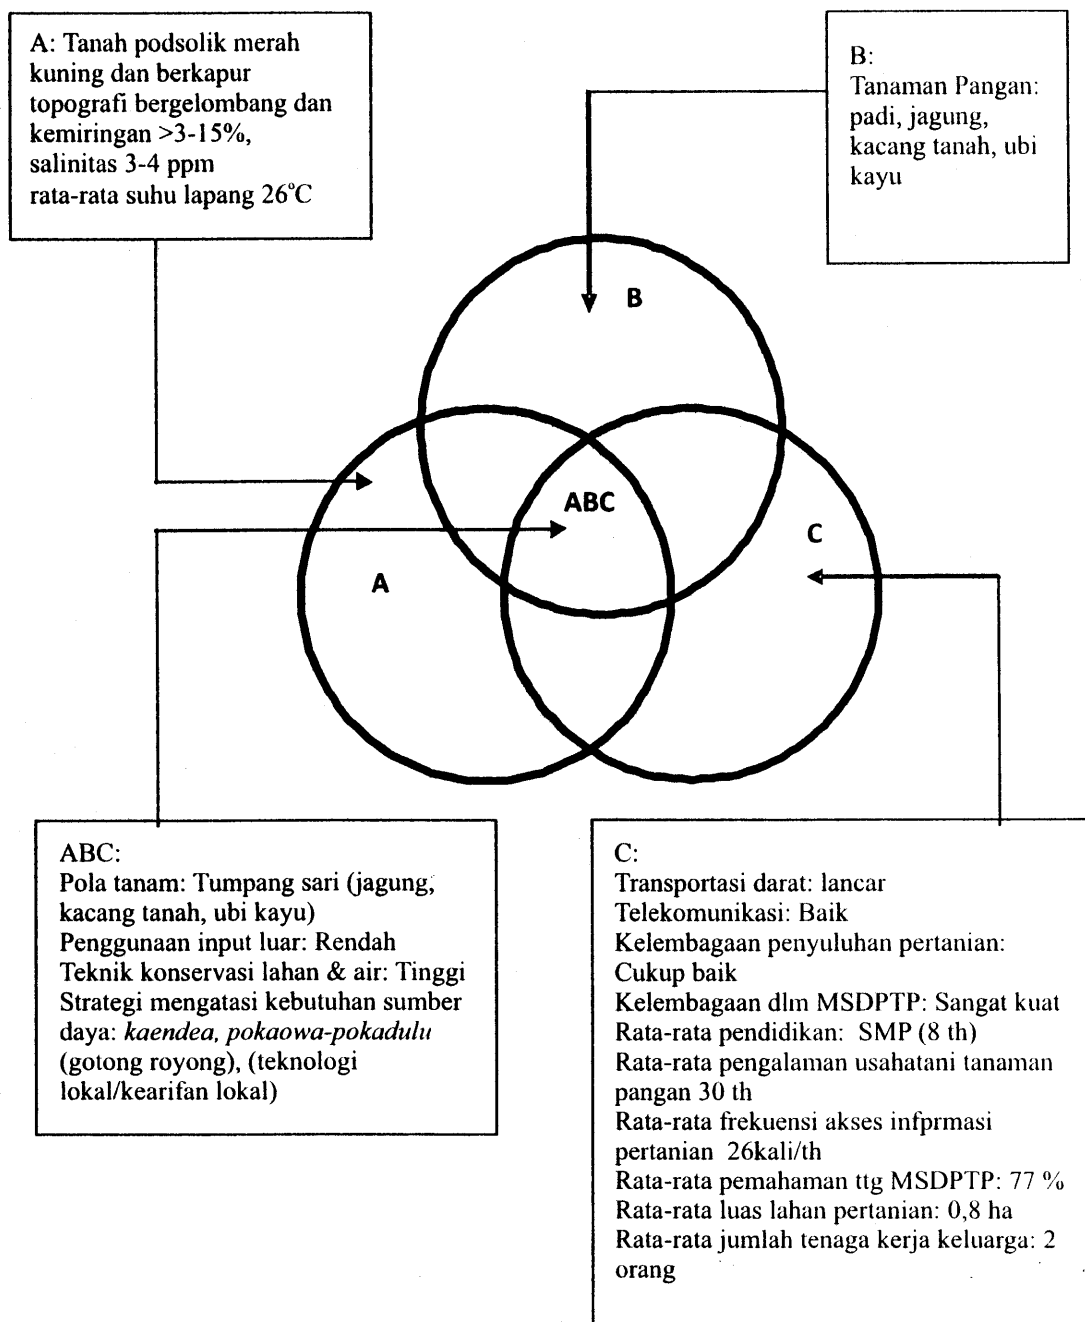 A: Tanah podsolik merah
kuning dan berkapur
topografi bergelombang dan
kemiringan >3-15%,
salinitas 3-4 ppm
rata-rata suhu lapang 26°C
B:
Tanaman Pangan:
padi, jagung,
kacang tanah, ubi
kayu
B
ABC
C
A
ABC:
Pola tanam: Tumpang sari (jagung,
kacang tanah, ubi kayu)
Penggunaan input luar: Rendah
Teknik konservasi lahan & air: Tinggi
Strategi mengatasi kebutuhan sumber
daya: kaendea, pokaowa-pokadulu
(gotong royong), (teknologi
lokal/kearifan lokal)
C:
Transportasi darat: lancar
Telekomunikasi: Baik
Kelembagaan penyuluhan pertanian:
Cukup baik
Kelembagaan dlm MSDPTP: Sangat kuat
Rata-rata pendidikan: SMP (8 th)
Rata-rata pengalaman usahatani tanaman
pangan 30 th
Rata-rata frekuensi akses infprmasi
pertanian 26kali/th
Rata-rata pemahaman ttg MSDPTP: 77 %
Rata-rata luas lahan pertanian: 0,8 ha
Rata-rata jumlah tenaga kerja keluarga: 2
orang